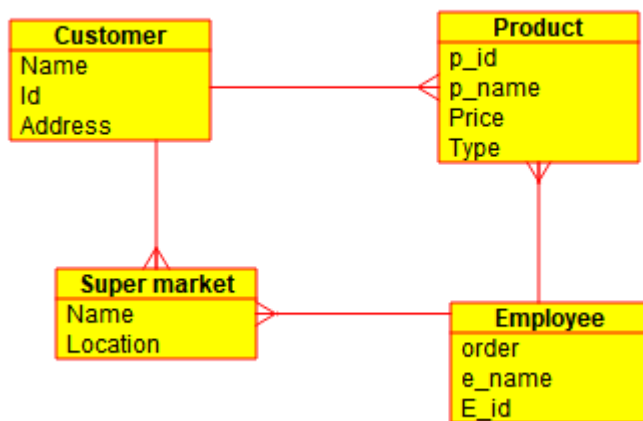 Customer
Name
Id
Address
Product
p_id
p_name
Price
Type
Super market
Name
Location
Employee
order
e_name
E_id